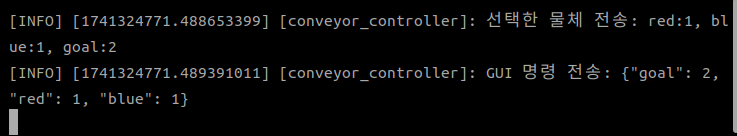 [INFO] [1741324771.488653399] [conveyor_controller]: 선택한 물체 전송: red:1, bl
ue:1, goal:2
[INFO] [1741324771.489391011] [conveyor_controller]: GUI 명령 전송: {"goal": 2,
"red": 1, "blue": 1}